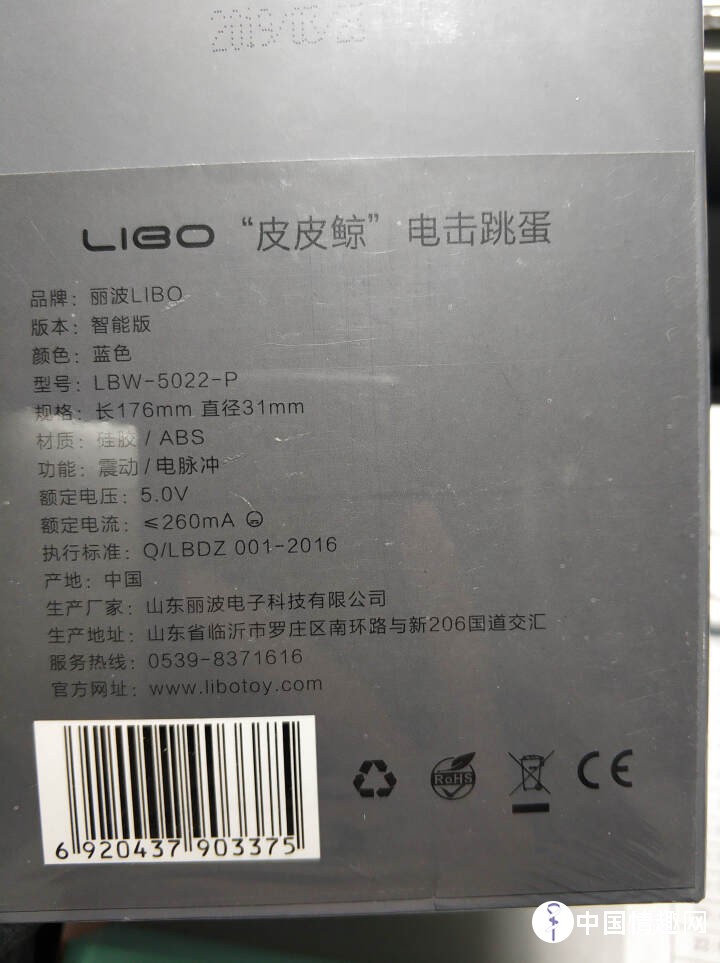 LIBO “皮皮鲸” 电击跳蛋
品牌：丽波LIBO
版本：智能版
颜色：蓝色
型号：LBW-5022-P
规格：长176mm 直径31mm
材质：硅胶 / ABS
功能：震动 / 电脉冲
额定电压：5.0V
额定电流：≤260mA
执行标准：Q/LBDZ 001-2016
产地：中国
生产厂家：山东丽波电子科技有限公司
生产地址：山东省临沂市罗庄区南环路与新206国道交汇
服务热线：0539-8371616
官方网址：www.libotoy.com
RoHS CE
6 920437 903375
中国情趣网